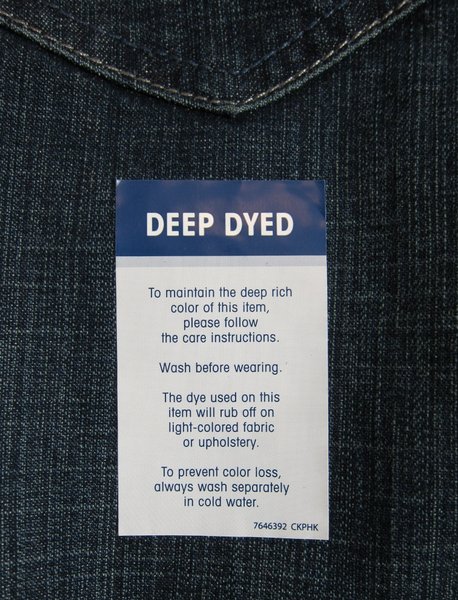 DEEP DYED
To maintain the deep rich
color of this item,
please follow
the care instructions.
Wash before wearing.
The dye used on this
item will rub off on
light-colored fabric
or upholstery.
To prevent color loss,
always wash separately
in cold water.
7646392 CKPHK